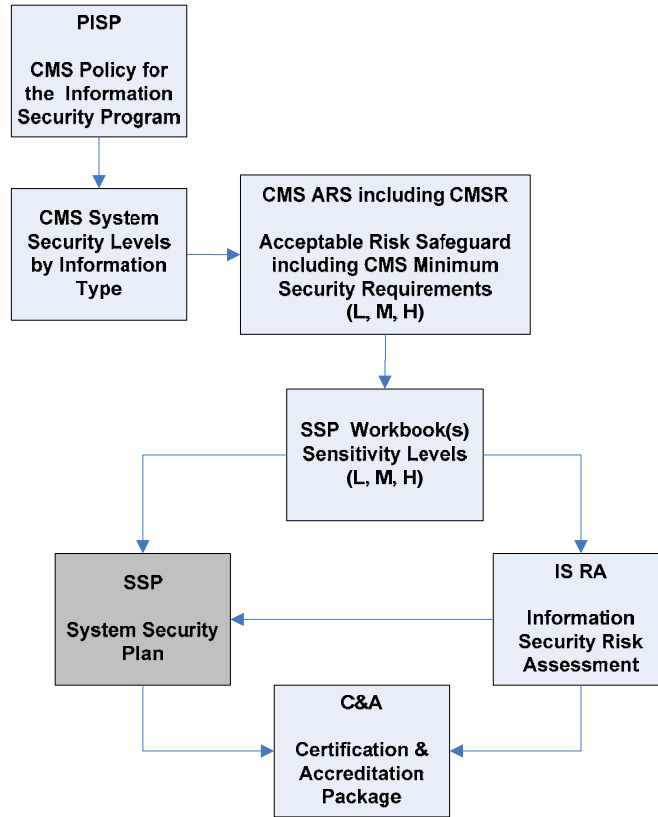 PISP
CMS Policy for
the Information
Security Program
CMS System
Security Levels
by Information
Type
CMS ARS including CMSR
Acceptable Risk Safeguard
including CMS Minimum
Security Requirements
(L, M, H)
SSP Workbook(s)
Sensitivity Levels
(L, M, H)
SSP
System Security
Plan
IS RA
Information
Security Risk
Assessment
C&A
Certification &
Accreditation
Package